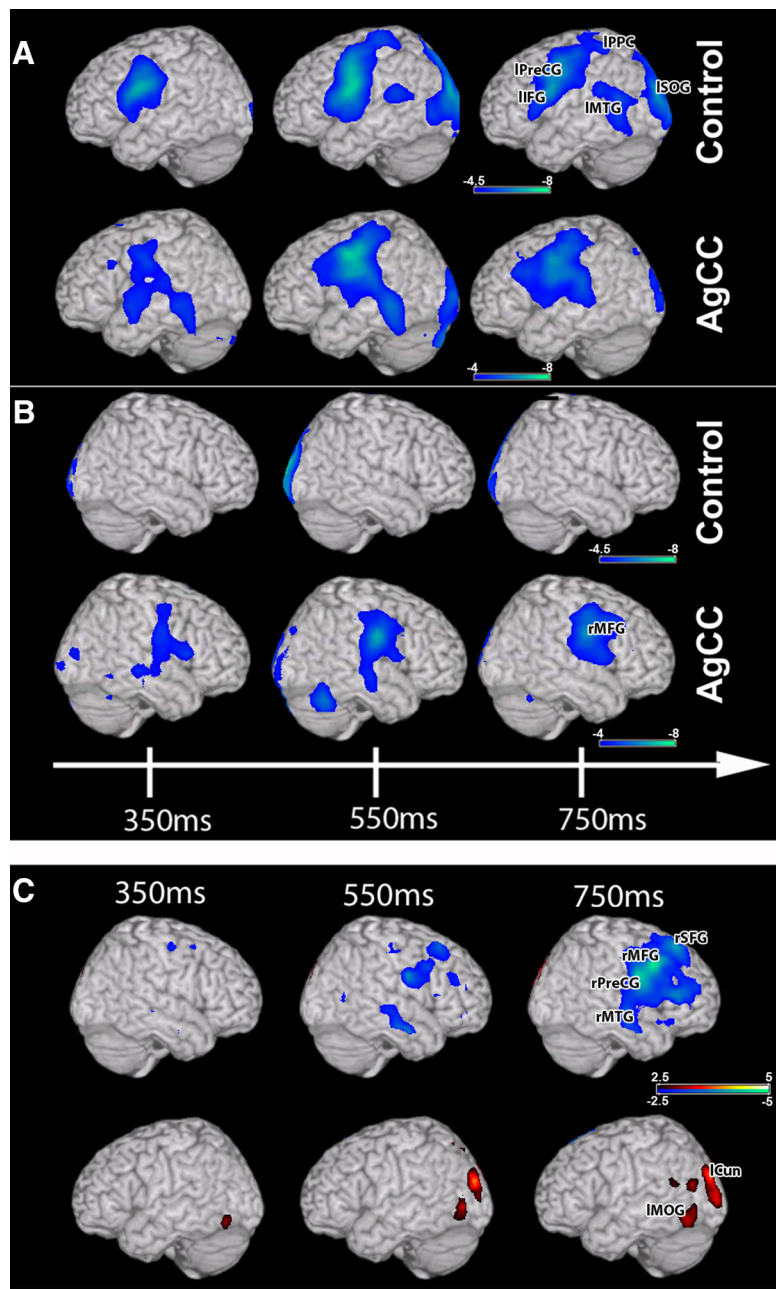 A
Control
lPPC
lPreCG
lSOG
lIFG
lMTG
-4.5 -8
AgCC
-4 -8
B
Control
-4.5 -8
AgCC
rMFG
-4 -8
350ms 550ms 750ms
C
350ms 550ms 750ms
rSFG
rMFG
rPreCG
rMTG
2.5 5
-2.5 -5
lCun
lMOG